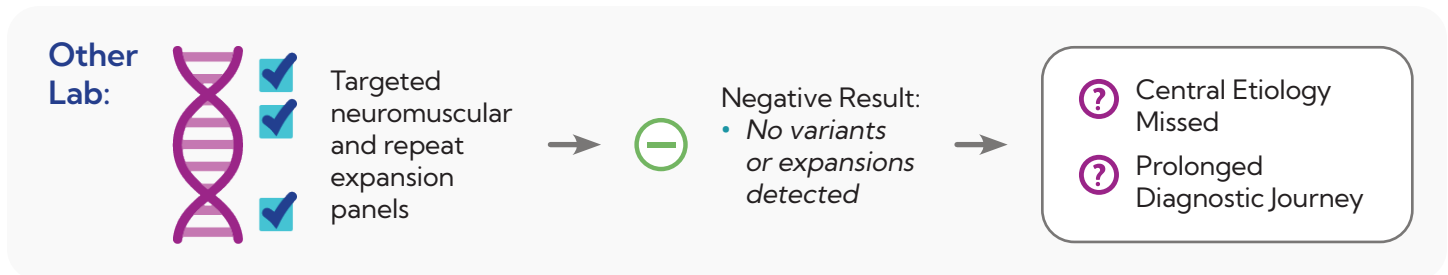 Other
Lab:
Targeted
neuromuscular
and repeat
expansion
panels
Negative Result:
• No variants
or expansions
detected
? Central Etiology
Missed
? Prolonged
Diagnostic Journey